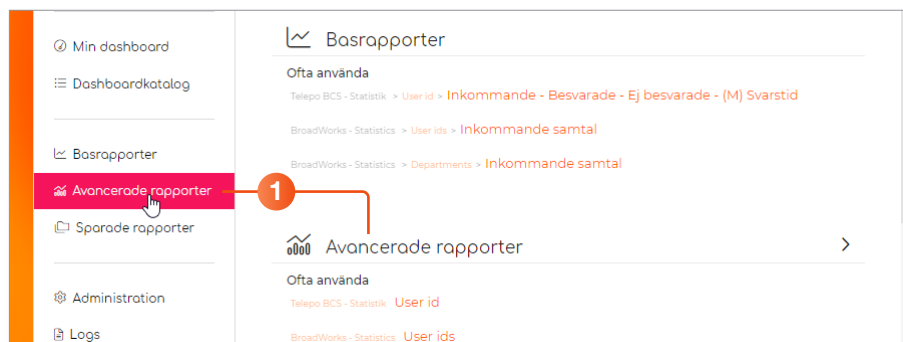 Min dashboard
Dashboardkatalog
Basrapporter
Avancerade rapporter
Sparade rapporter
Administration
Logs
1
Basrapporter
Ofta använda
Telepo BCS - Statistik > User id > Inkommande - Besvarade - Ej besvarade - (M) Svarstid
BroadWorks - Statistics > User ids > Inkommande samtal
BroadWorks - Statistics > Departments > Inkommande samtal
Avancerade rapporter >
Ofta använda
Telepo BCS - Statistik User id
BroadWorks - Statistics User ids